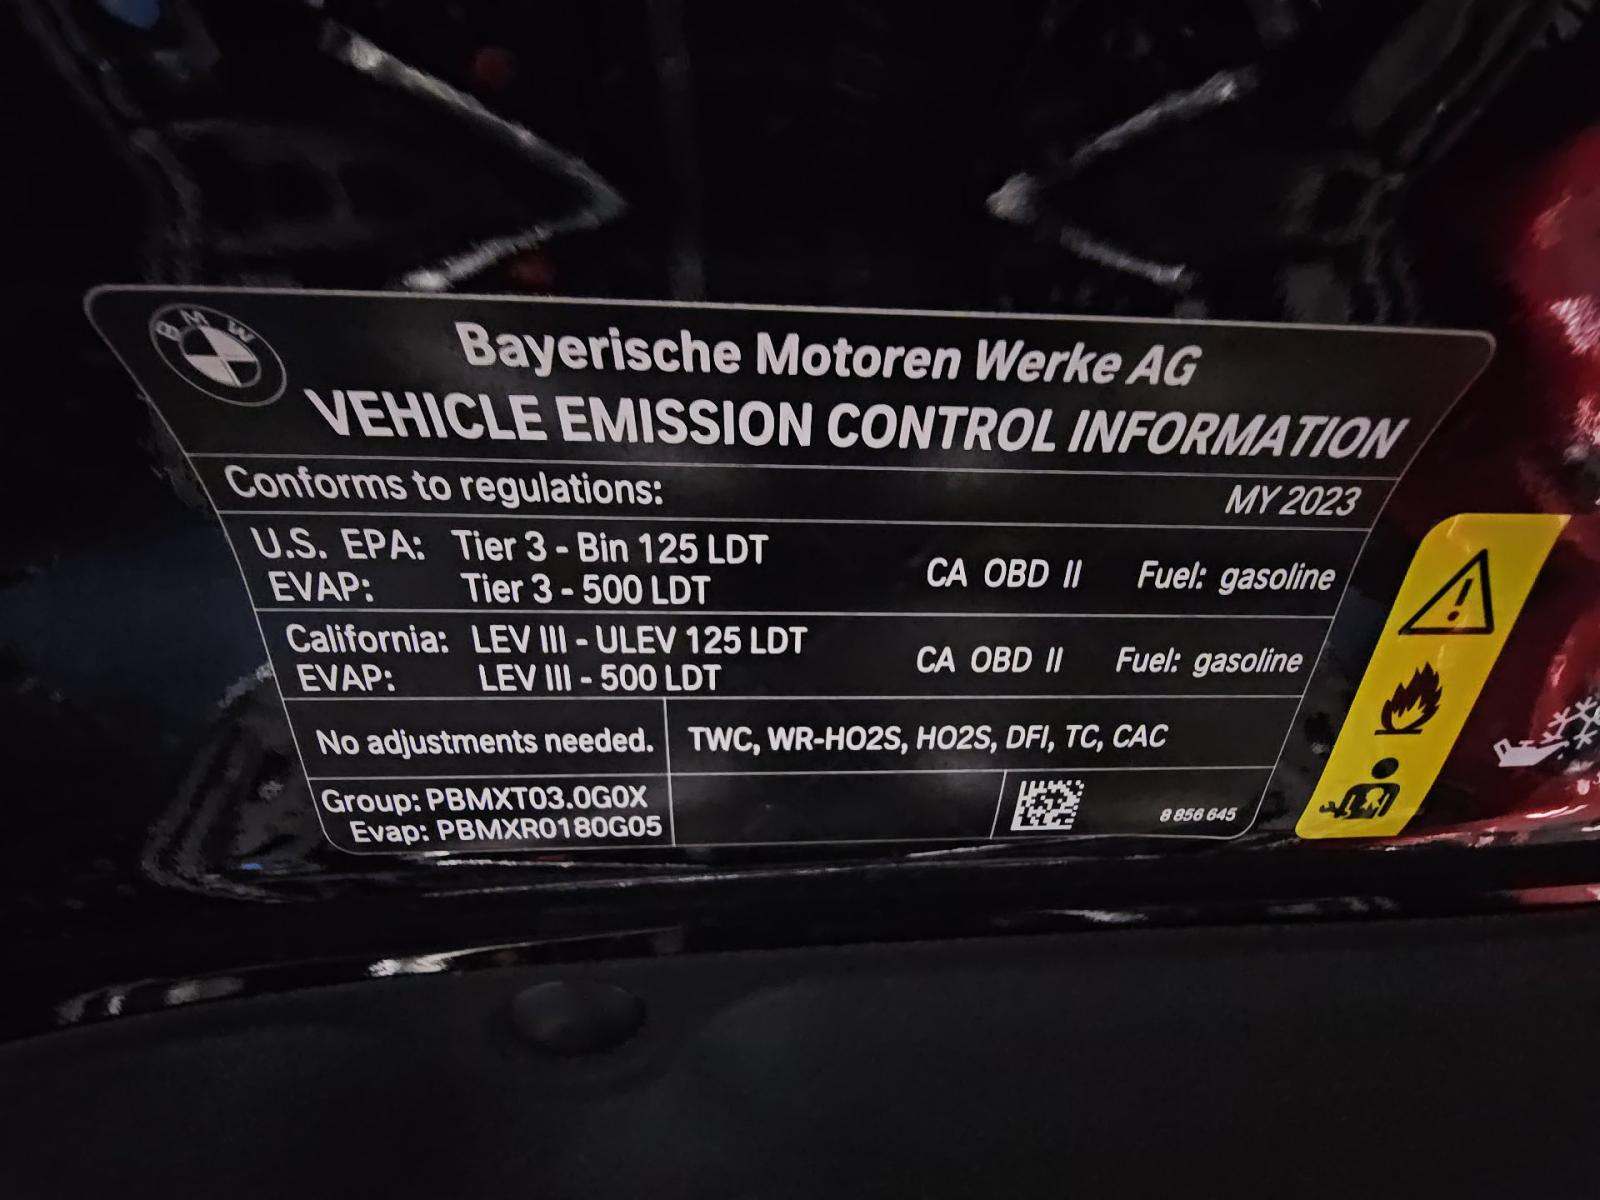 BMW
Bayerische Motoren Werke AG
VEHICLE EMISSION CONTROL INFORMATION
Conforms to regulations: MY 2023
U.S. EPA: Tier 3 - Bin 125 LDT
EVAP: Tier 3 - 500 LDT
CA OBD II Fuel: gasoline
California: LEV III - ULEV 125 LDT
EVAP: LEV III - 500 LDT
CA OBD II Fuel: gasoline
No adjustments needed. TWC, WR-HO2S, HO2S, DFI, TC, CAC
Group: PBMXT03.0G0X
Evap: PBMXR0180G05
8 856 645